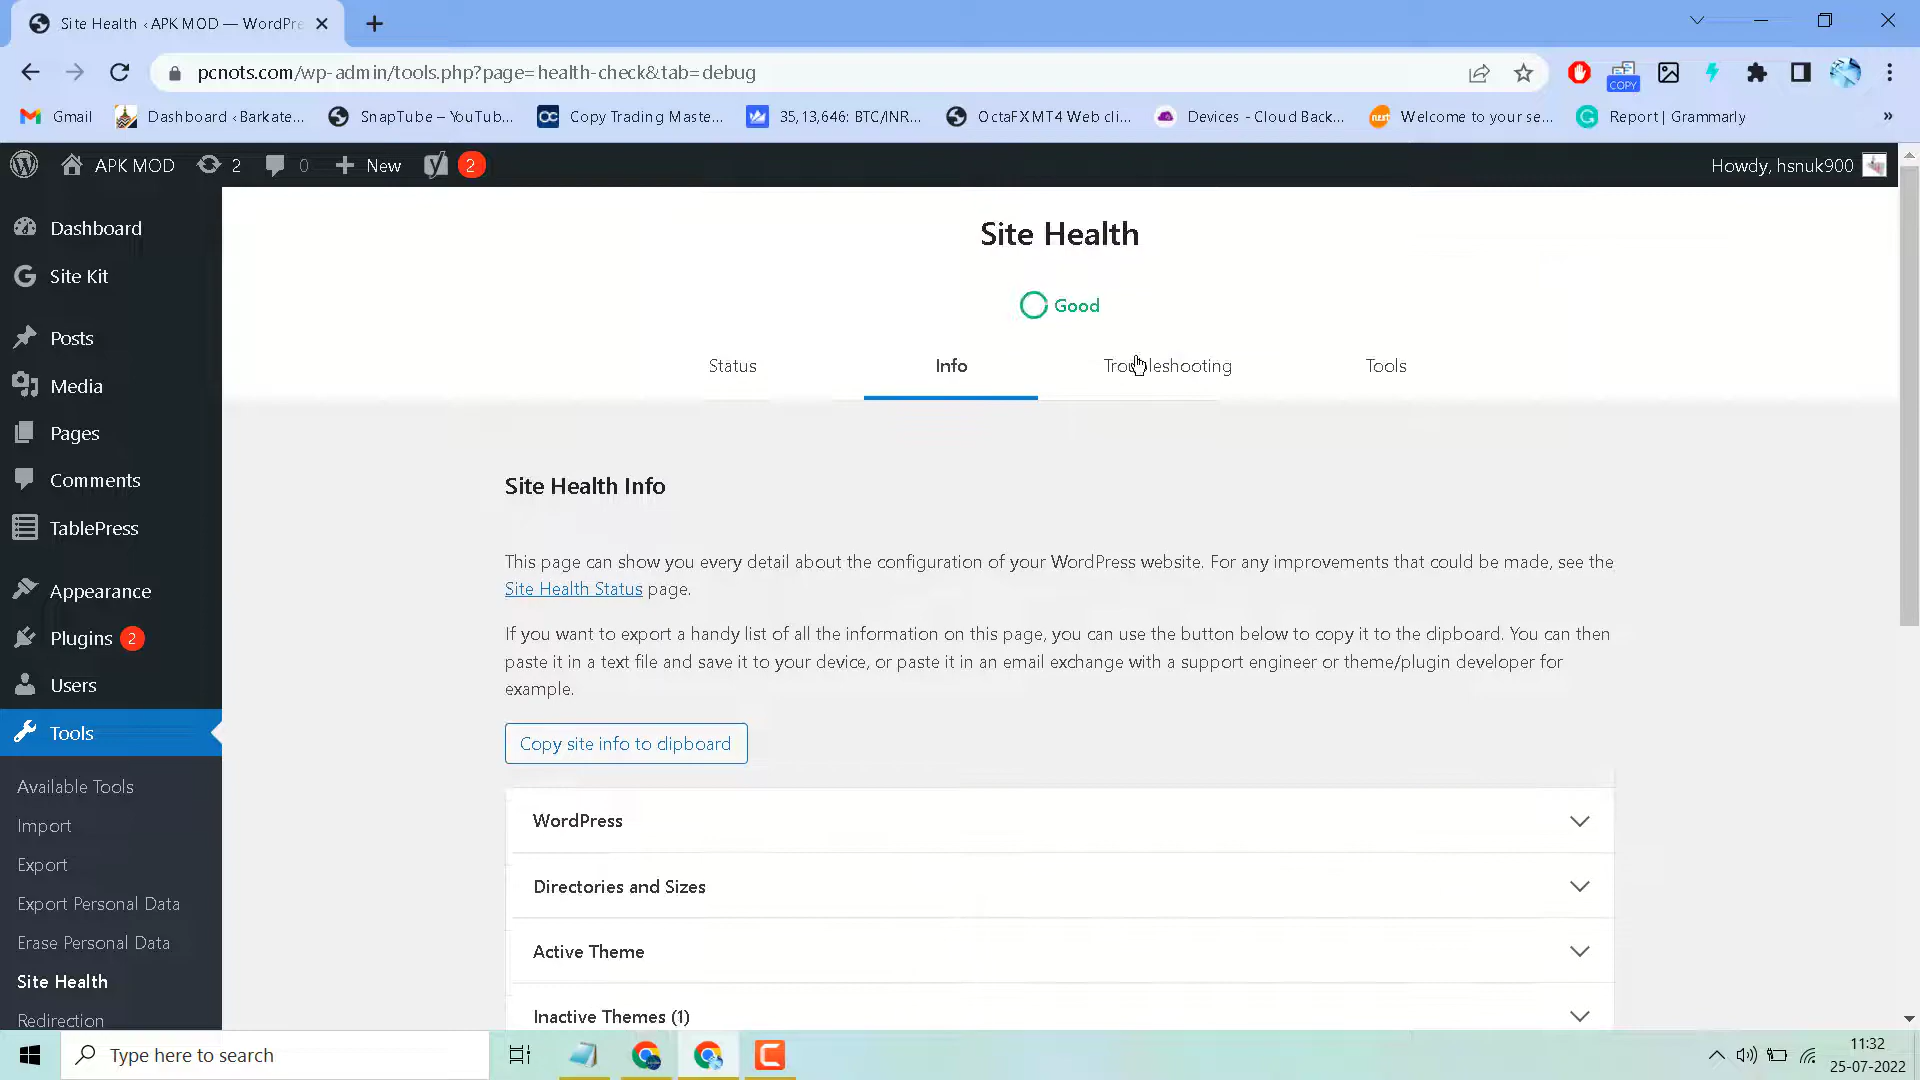 Site Health ‹ APK MOD — WordPre
pcnots.com/wp-admin/tools.php?page=health-check&tab=debug
COPY
Gmail
Dashboard ‹ Barkate...
SnapTube – YouTub...
Copy Trading Maste...
35,13,646: BTC/INR...
OctaFX MT4 Web cli...
Devices - Cloud Back...
Welcome to your se...
Report | Grammarly
»
APK MOD
2
0
New
2
Howdy, hsnuk900
Dashboard
Site Kit
Posts
Media
Pages
Comments
TablePress
Appearance
Plugins 2
Users
Tools
Available Tools
Import
Export
Export Personal Data
Erase Personal Data
Site Health
Redirection
Site Health
Good
Status
Info
Troubleshooting
Tools
Site Health Info
This page can show you every detail about the configuration of your WordPress website. For any improvements that could be made, see the
Site Health Status page.
If you want to export a handy list of all the information on this page, you can use the button below to copy it to the clipboard. You can then
paste it in a text file and save it to your device, or paste it in an email exchange with a support engineer or theme/plugin developer for
example.
Copy site info to clipboard
WordPress
Directories and Sizes
Active Theme
Inactive Themes (1)
Type here to search
11:32
25-07-2022